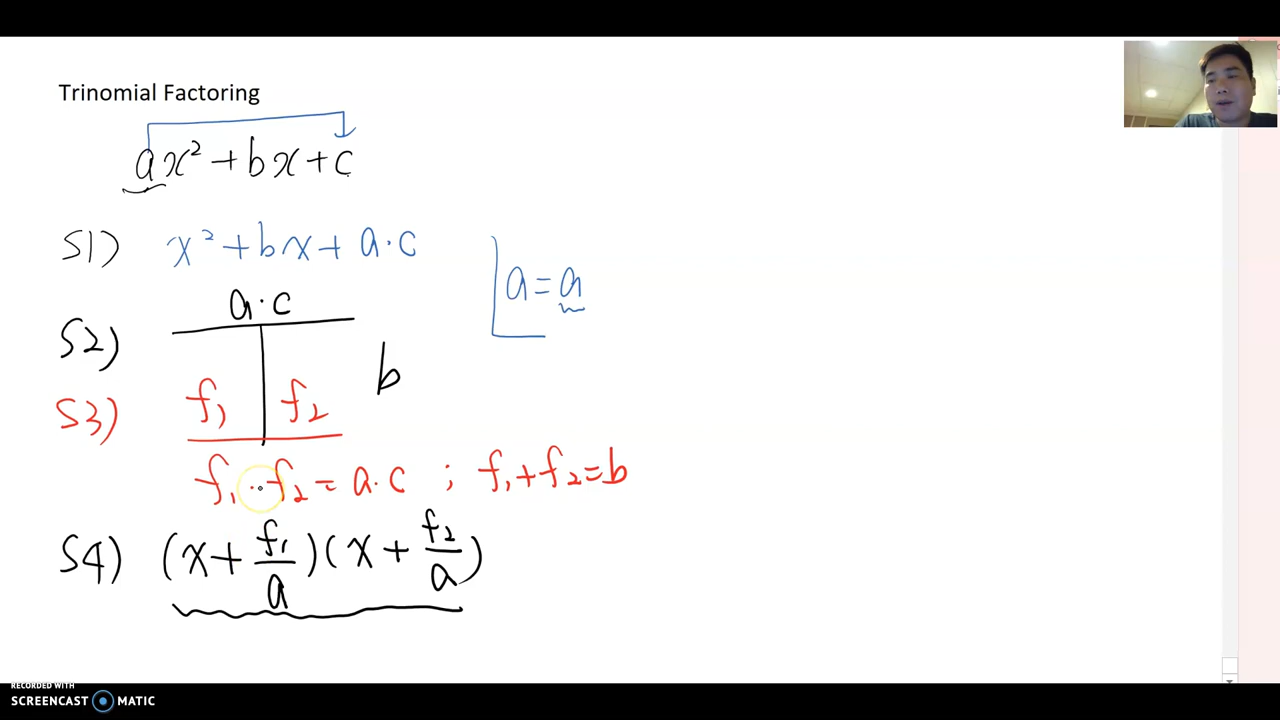 Trinomial Factoring
ax² + bx + c
S1) x² + bx + a·c
a = a
a·c
S2) b
S3) f₁ f₂
f₁·f₂ = a·c ; f₁ + f₂ = b
S4) (x + f₁/a)(x + f₂/a)
RECORDED WITH
SCREENCAST MATIC